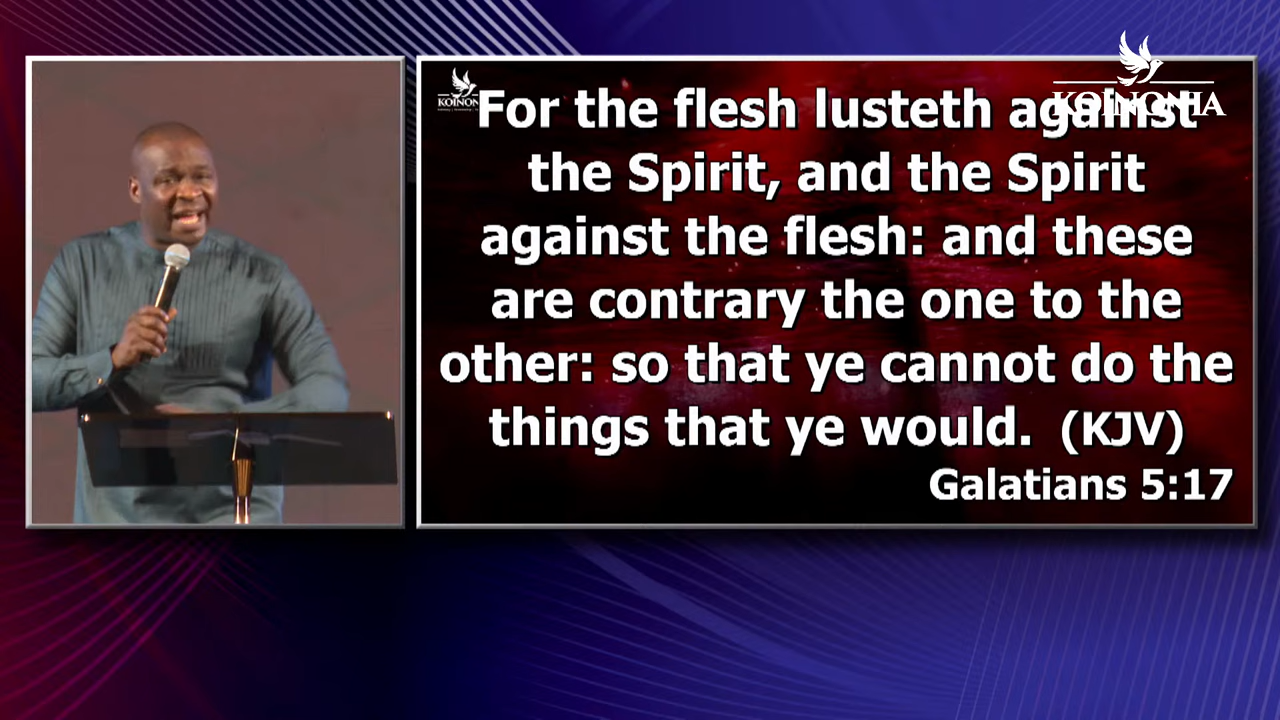 KOINONIA
For the flesh lusteth against
the Spirit, and the Spirit
against the flesh: and these
are contrary the one to the
other: so that ye cannot do the
things that ye would. (KJV)
Galatians 5:17